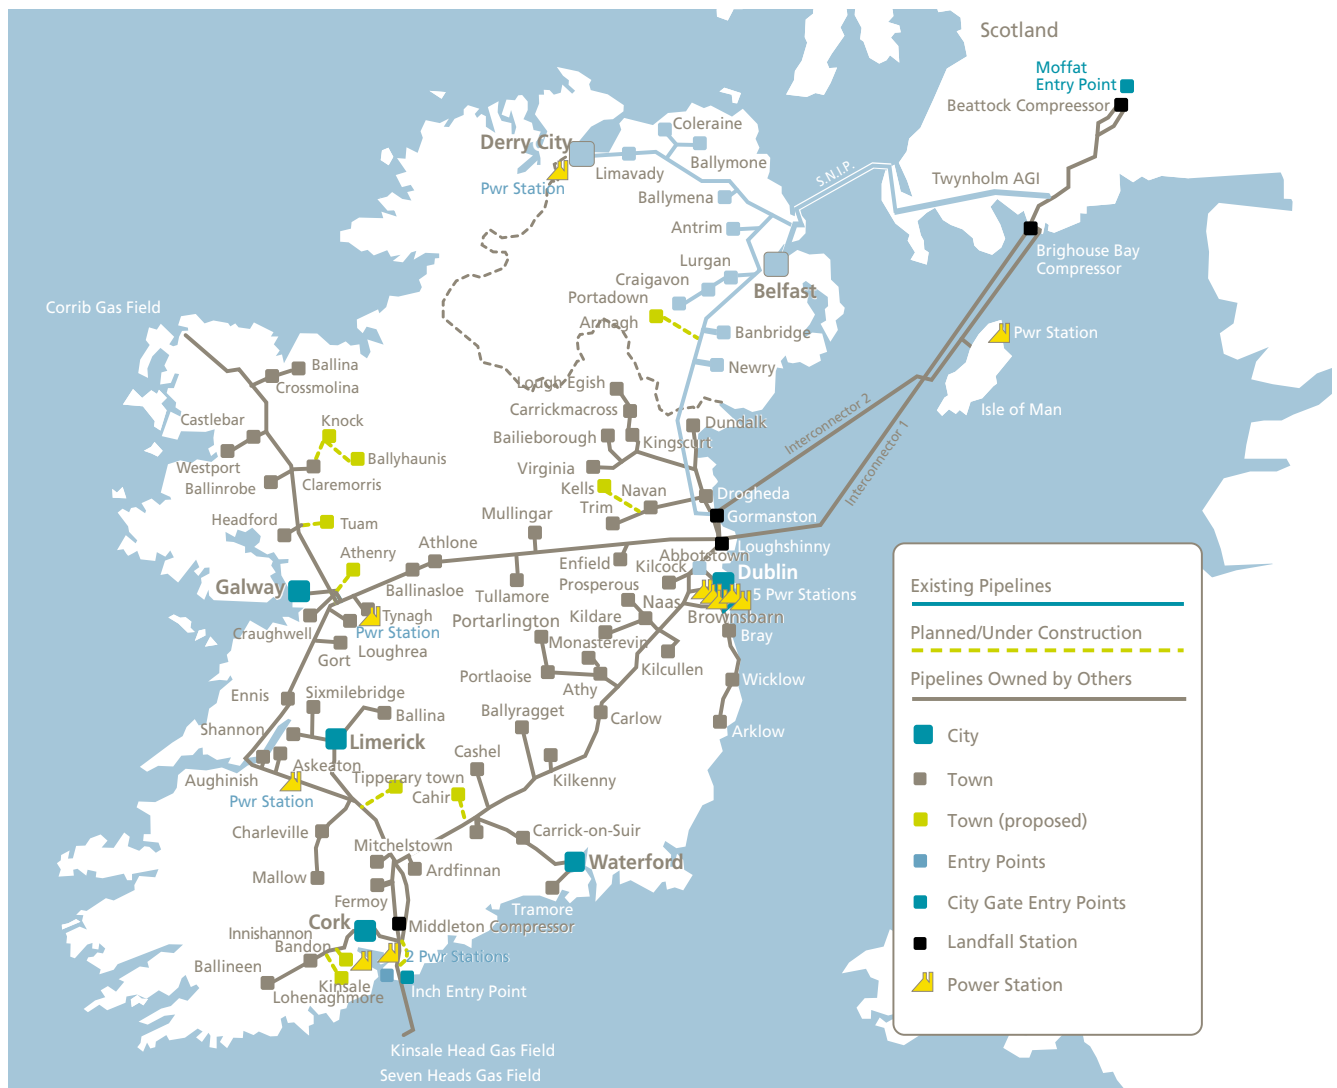 Scotland
Moffat
Entry Point
Beattock Compreessor
Coleraine
Derry City
Ballymone
Limavady
Pwr Station
S.N.I.P.
Twynholm AGI
Ballymena
Antrim
Brighouse Bay
Compressor
Lurgan
Craigavon
Belfast
Portadown
Corrib Gas Field
Armagh
Banbridge
Pwr Station
Ballina
Newry
Crossmolina
Lough Egish
Isle of Man
Carrickmacross
Castlebar
Knock
Dundalk
Interconnector 2
Bailieborough
Kingscurt
Ballyhaunis
Westport
Virginia
Interconnector 1
Ballinrobe
Claremorris
Kells
Navan
Drogheda
Trim
Mullingar
Gormanston
Headford
Tuam
Athlone
Loughshinny
Athenry
Abbotstown
Enfield
Kilcock
Dublin
Galway
Ballinasloe
Prosperous
Tullamore
5 Pwr Stations
Naas
Tynagh
Kildare
Brownsbarn
Portarlington
Craughwell
Pwr Station
Bray
Monasterevin
Loughrea
Gort
Kilcullen
Portlaoise
Wicklow
Athy
Ennis
Sixmilebridge
Ballyragget
Ballina
Carlow
Shannon
Arklow
Limerick
Cashel
Askeaton
Tipperary town
Aughinish
Kilkenny
Cahir
Pwr Station
Charleville
Carrick-on-Suir
Mitchelstown
Waterford
Mallow
Ardfinnan
Fermoy
Tramore
Cork
Middleton Compressor
Innishannon
Bandon
2 Pwr Stations
Ballineen
Kinsale
Inch Entry Point
Lohenaghmore
Kinsale Head Gas Field
Seven Heads Gas Field
Existing Pipelines
Planned/Under Construction
Pipelines Owned by Others
City
Town
Town (proposed)
Entry Points
City Gate Entry Points
Landfall Station
Power Station